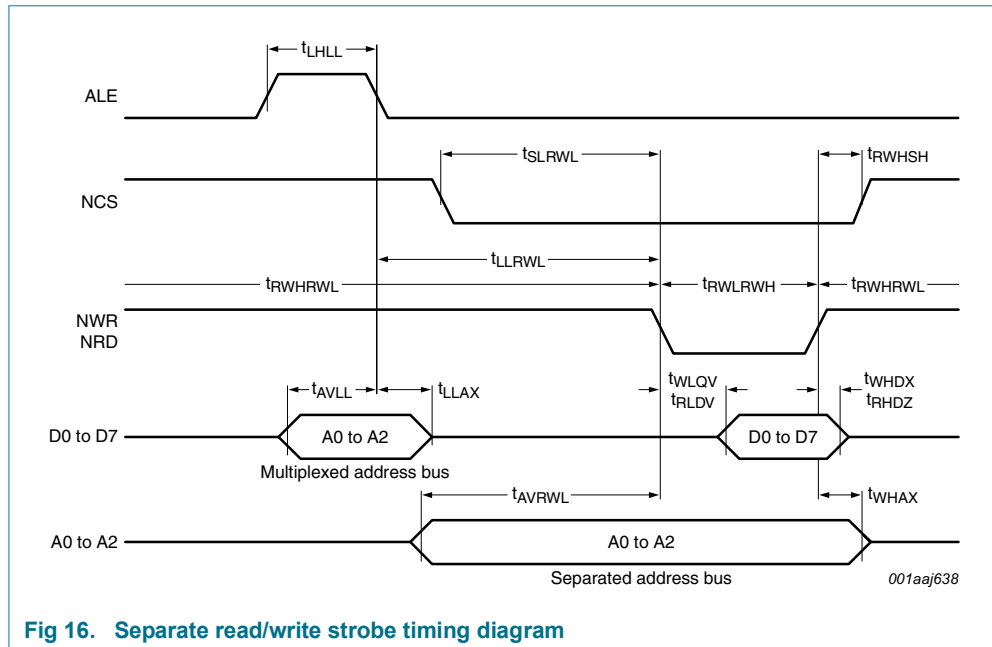 tLHLL
ALE
tSLRWL
tRWHSH
NCS
tLLRWL
tRWHRWL
tRWLRWH
tRWHRWL
NWR
NRD
tAVLL
tLLAX
tWLQV
tRLDV
tWHDX
tRHDZ
D0 to D7
A0 to A2
D0 to D7
Multiplexed address bus
tAVRWL
tWHAX
A0 to A2
A0 to A2
Separated address bus
001aaj638
Fig 16. Separate read/write strobe timing diagram